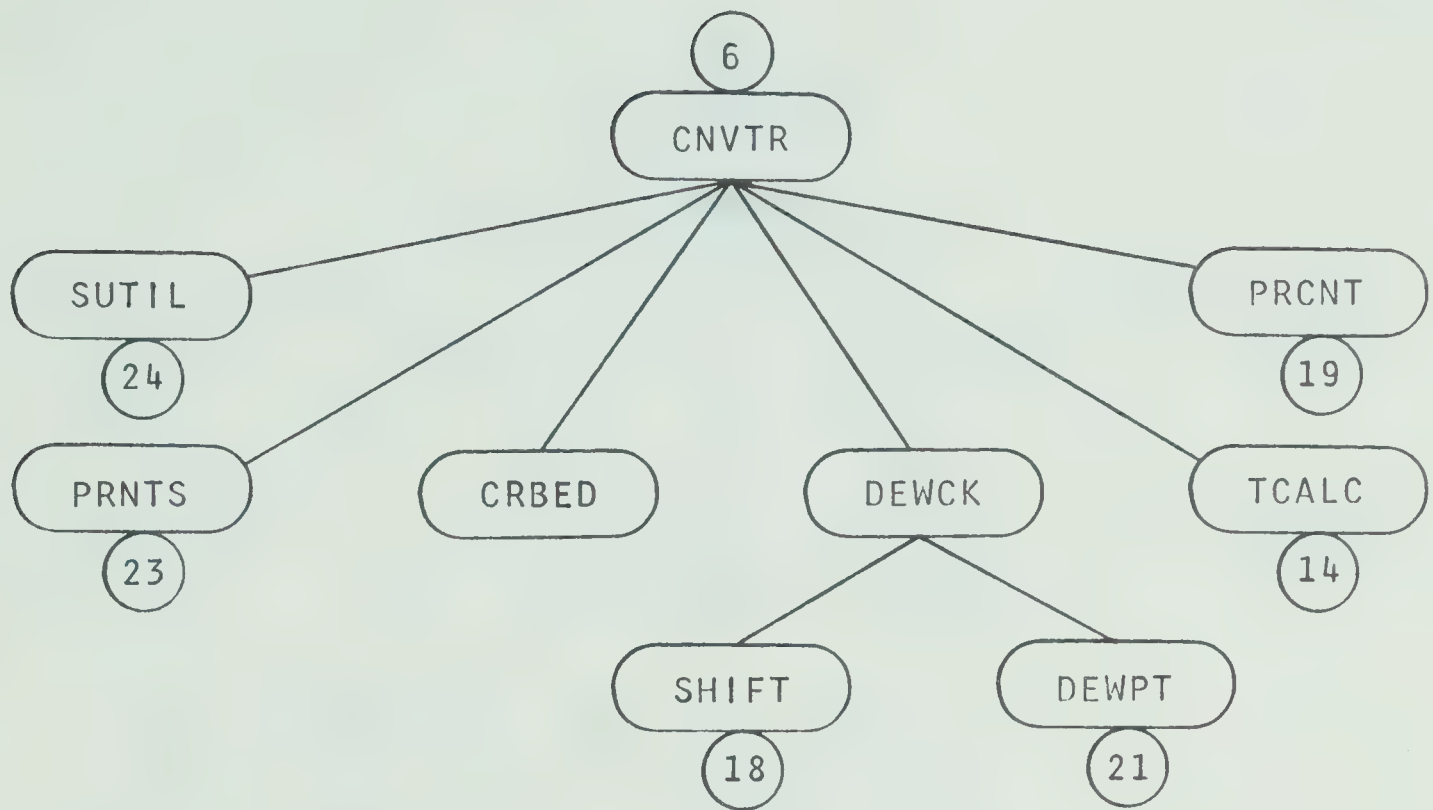 6
CNVTR
SUTIL
PRCNT
24
19
PRNTS
CRBED
DEWCK
TCALC
23
14
SHIFT
DEWPT
18
21